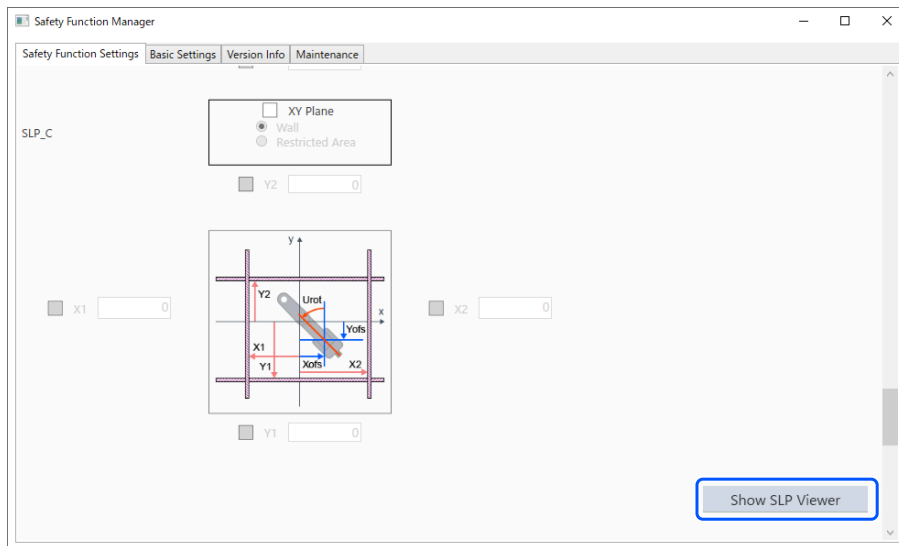 Safety Function Manager
Safety Function Settings Basic Settings Version Info Maintenance
SLP_C
XY Plane
Wall
Restricted Area
Y2 0
y
Y2 Urot
x
X1 0
X2 0
Yofs
X1
Y1 Xofs X2
Y1 0
Show SLP Viewer